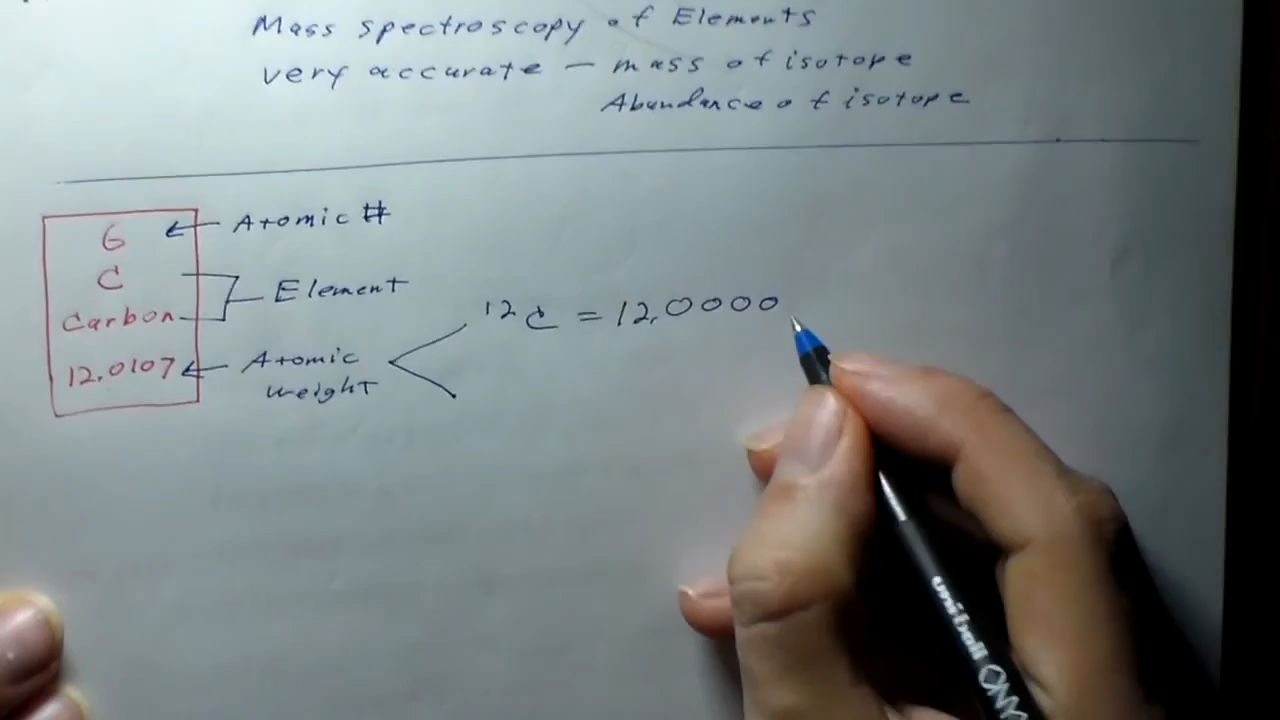 Mass spectroscopy of Elements
very accurate — mass of isotope
Abundance of isotope
6 ← Atomic #
C
Element
Carbon
12.0107 ← Atomic weight
¹²C = 12.0000
uniball ONY